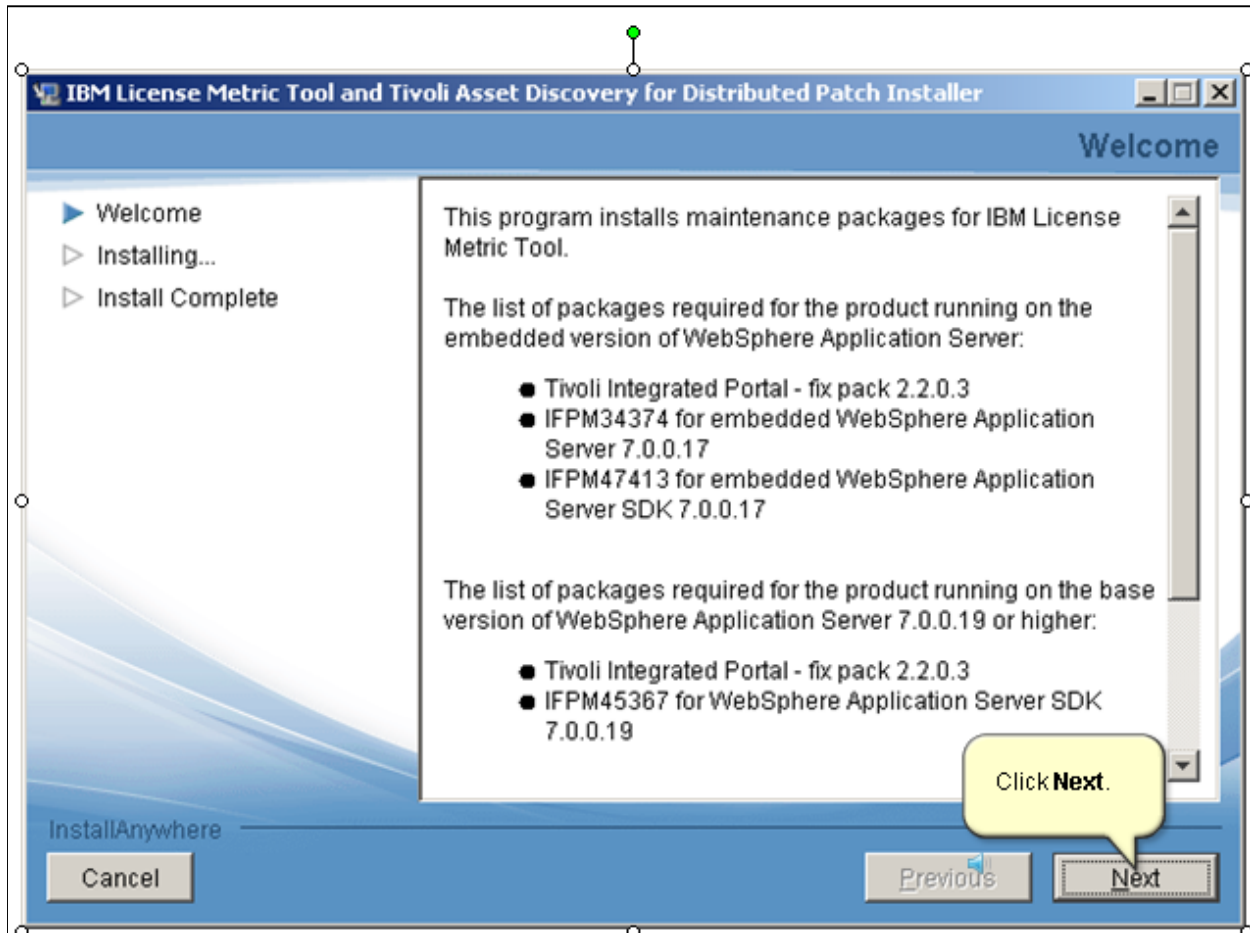 IBM License Metric Tool and Tivoli Asset Discovery for Distributed Patch Installer
Welcome
Welcome
Installing...
Install Complete
This program installs maintenance packages for IBM License
Metric Tool.
The list of packages required for the product running on the
embedded version of WebSphere Application Server:
● Tivoli Integrated Portal - fix pack 2.2.0.3
● IFPM34374 for embedded WebSphere Application
Server 7.0.0.17
● IFPM47413 for embedded WebSphere Application
Server SDK 7.0.0.17
The list of packages required for the product running on the base
version of WebSphere Application Server 7.0.0.19 or higher:
● Tivoli Integrated Portal - fix pack 2.2.0.3
● IFPM45367 for WebSphere Application Server SDK
7.0.0.19
Click Next.
InstallAnywhere
Cancel
Previous
Next